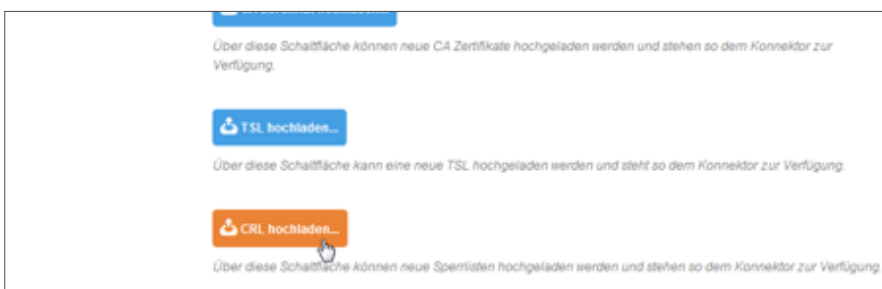 Über diese Schaltfläche können neue CA Zertifikate hochgeladen werden und stehen so dem Konnektor zur
Verfügung.
TSL hochladen...
Über diese Schaltfläche kann eine neue TSL hochgeladen werden und steht so dem Konnektor zur Verfügung.
CRL hochladen...
Über diese Schaltfläche können neue Sperrlisten hochgeladen werden und stehen so dem Konnektor zur Verfügung.